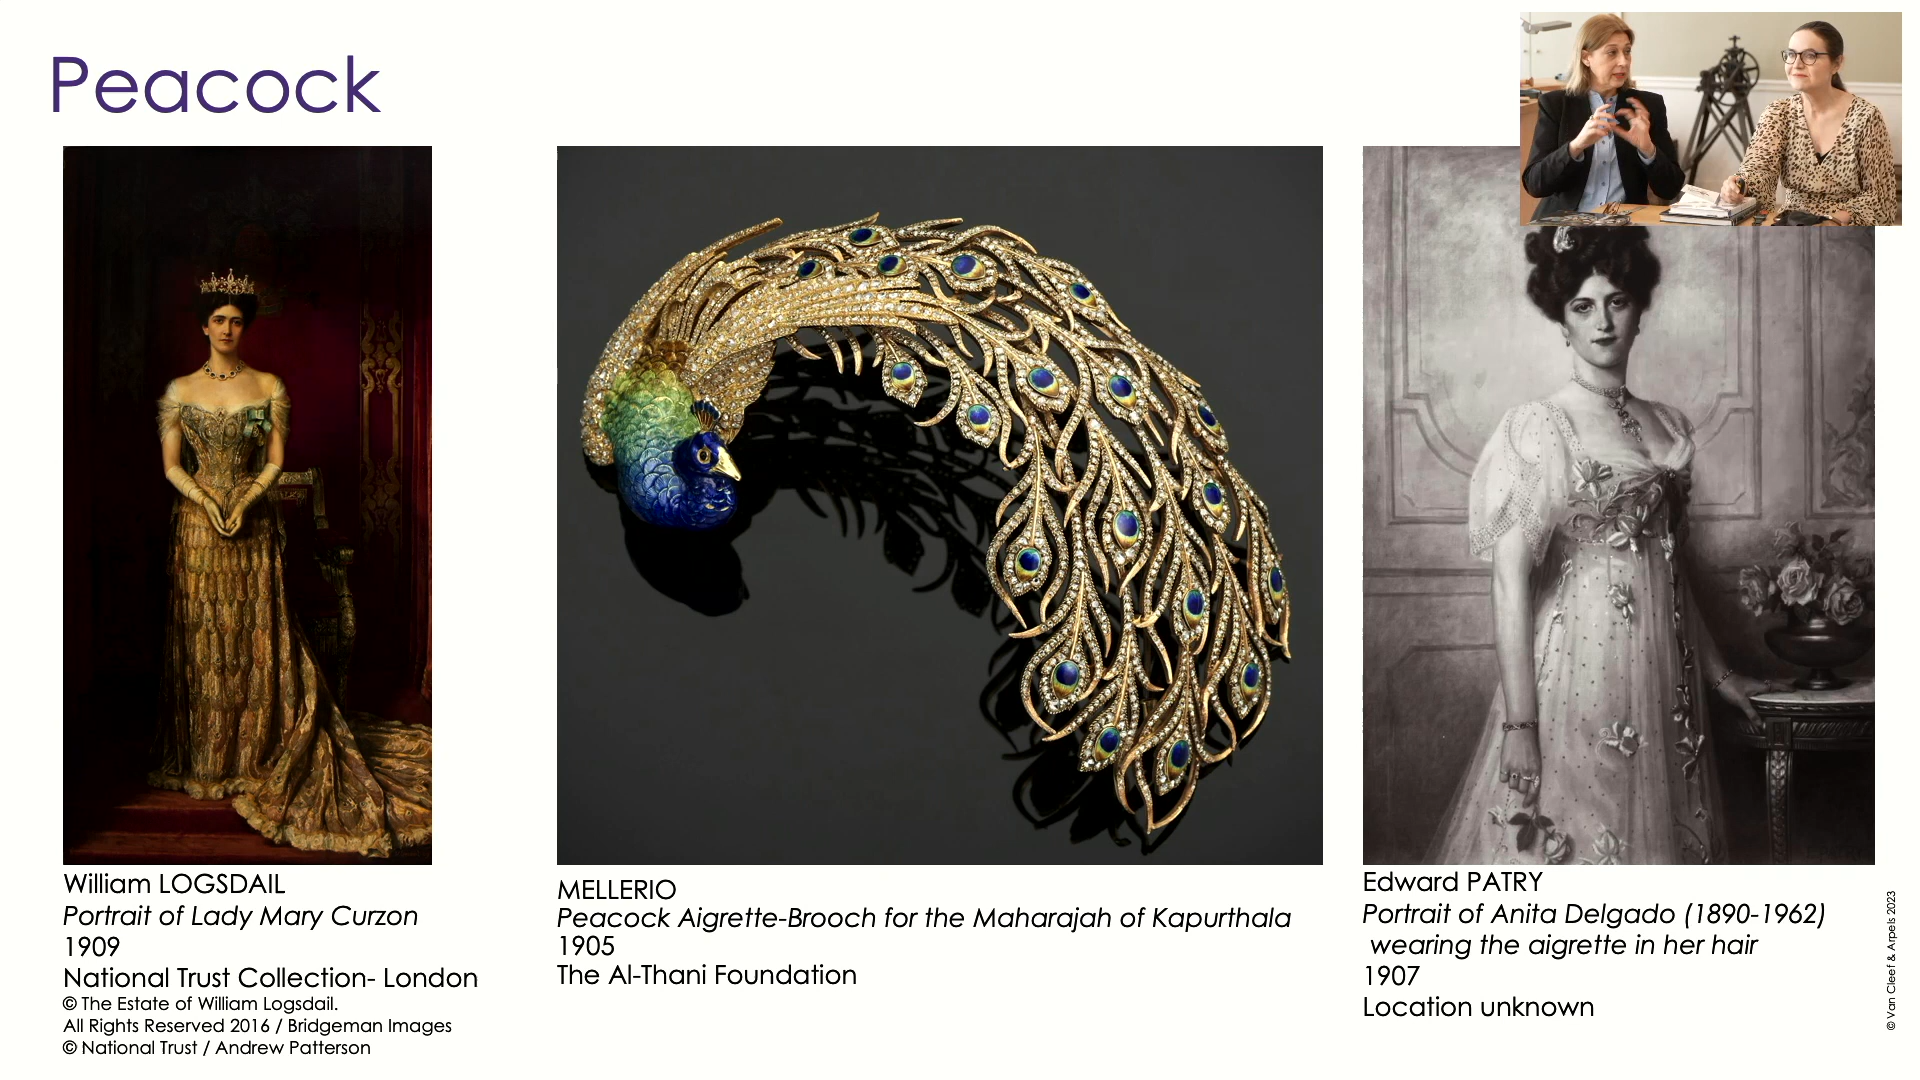 Peacock
William LOGSDAIL
Portrait of Lady Mary Curzon
1909
National Trust Collection- London
© The Estate of William Logsdail.
All Rights Reserved 2016 / Bridgeman Images
© National Trust / Andrew Patterson
MELLERIO
Peacock Aigrette-Brooch for the Maharajah of Kapurthala
1905
The Al-Thani Foundation
Edward PATRY
Portrait of Anita Delgado (1890-1962)
wearing the aigrette in her hair
1907
Location unknown
© Van Cleef & Arpels 2023